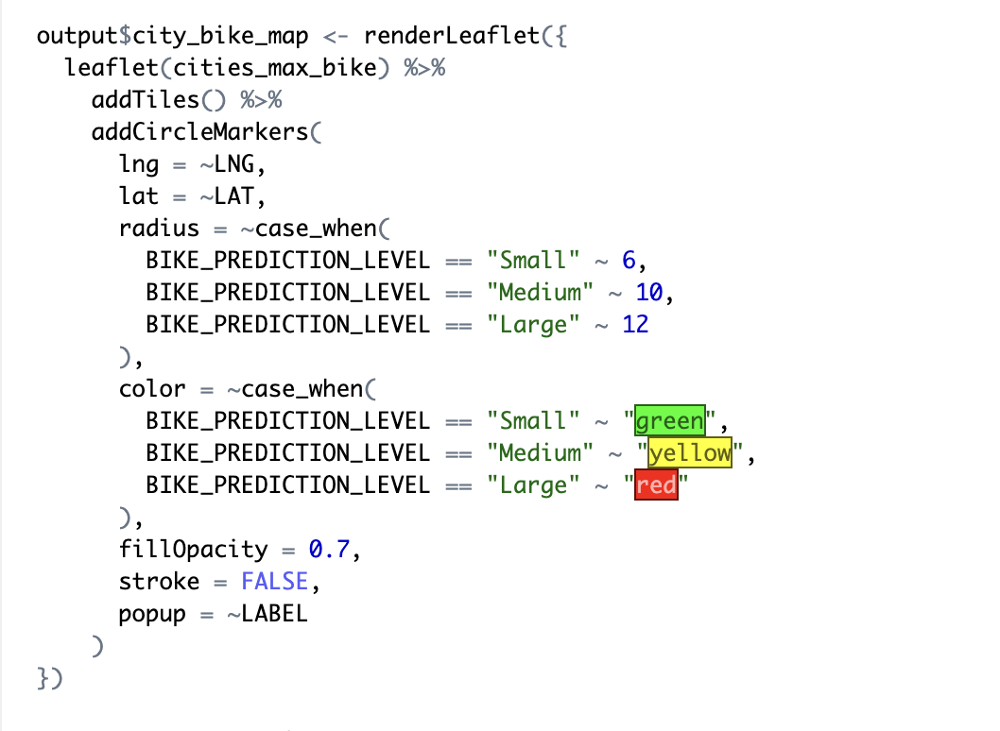 output$city_bike_map <- renderLeaflet({
  leaflet(cities_max_bike) %>%
    addTiles() %>%
    addCircleMarkers(
      lng = ~LNG,
      lat = ~LAT,
      radius = ~case_when(
        BIKE_PREDICTION_LEVEL == "Small" ~ 6,
        BIKE_PREDICTION_LEVEL == "Medium" ~ 10,
        BIKE_PREDICTION_LEVEL == "Large" ~ 12
      ),
      color = ~case_when(
        BIKE_PREDICTION_LEVEL == "Small" ~ "green",
        BIKE_PREDICTION_LEVEL == "Medium" ~ "yellow",
        BIKE_PREDICTION_LEVEL == "Large" ~ "red"
      ),
      fillOpacity = 0.7,
      stroke = FALSE,
      popup = ~LABEL
    )
})